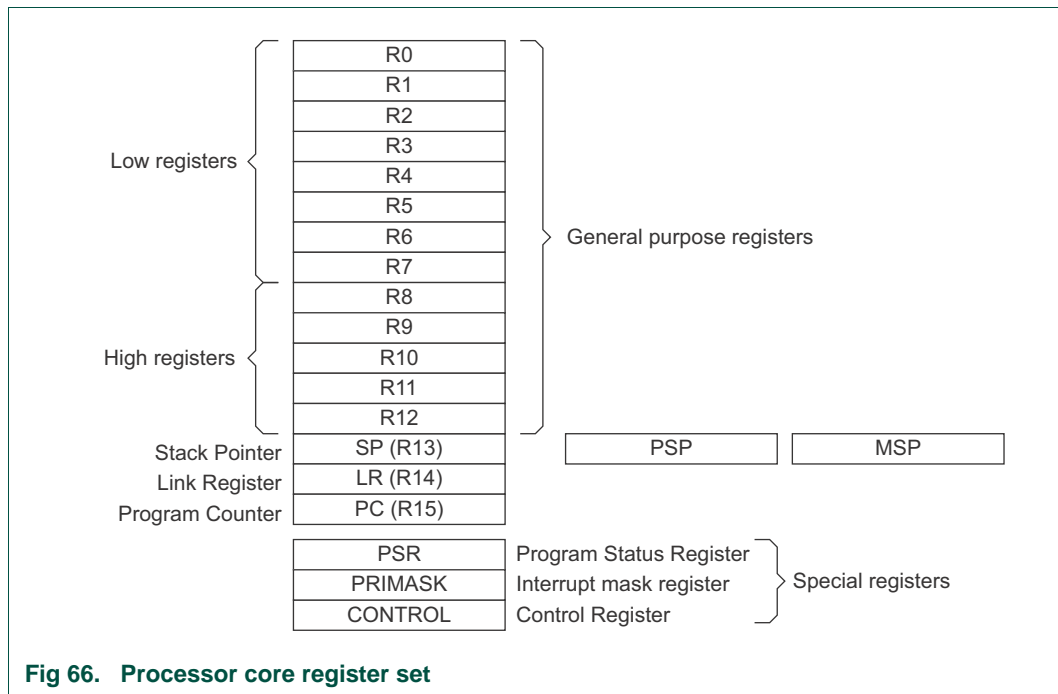 R0
R1
R2
R3
Low registers
R4
R5
R6
General purpose registers
R7
R8
R9
High registers
R10
R11
R12
Stack Pointer SP (R13) PSP MSP
Link Register LR (R14)
Program Counter PC (R15)
PSR Program Status Register
PRIMASK Interrupt mask register Special registers
CONTROL Control Register
Fig 66. Processor core register set